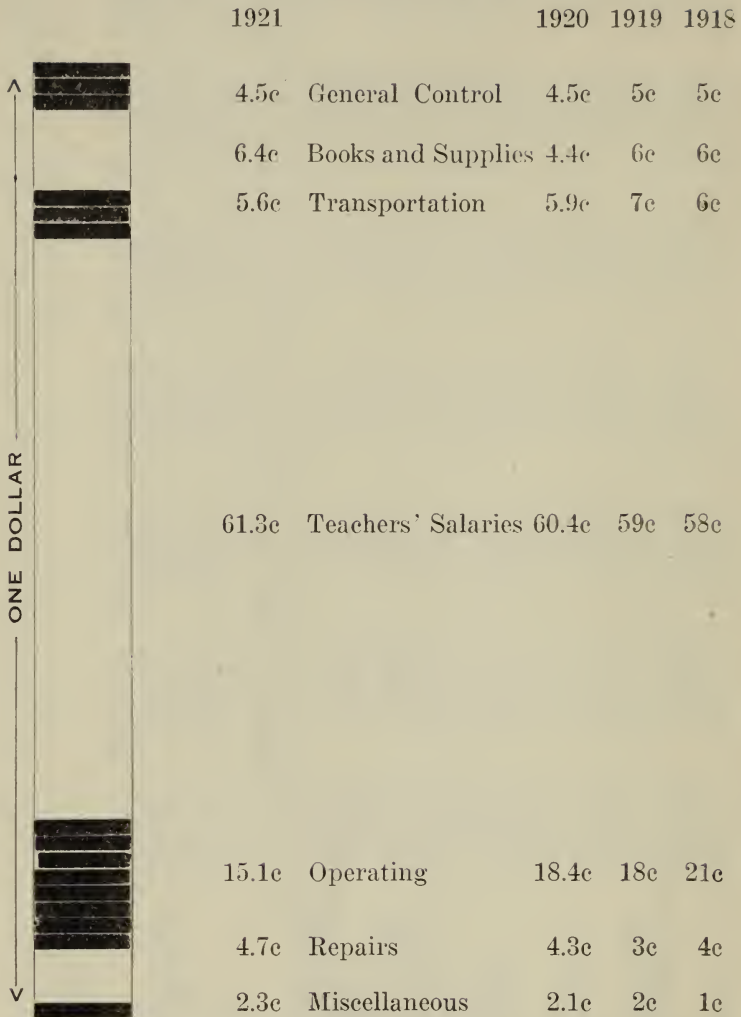 1921 1920 1919 1918
4.5c General Control 4.5c 5c 5c
6.4c Books and Supplies 4.4c 6c 6c
5.6c Transportation 5.9c 7c 6c
ONE DOLLAR
61.3c Teachers' Salaries 60.4c 59c 58c
15.1c Operating 18.4c 18c 21c
4.7c Repairs 4.3c 3c 4c
2.3c Miscellaneous 2.1c 2c 1c